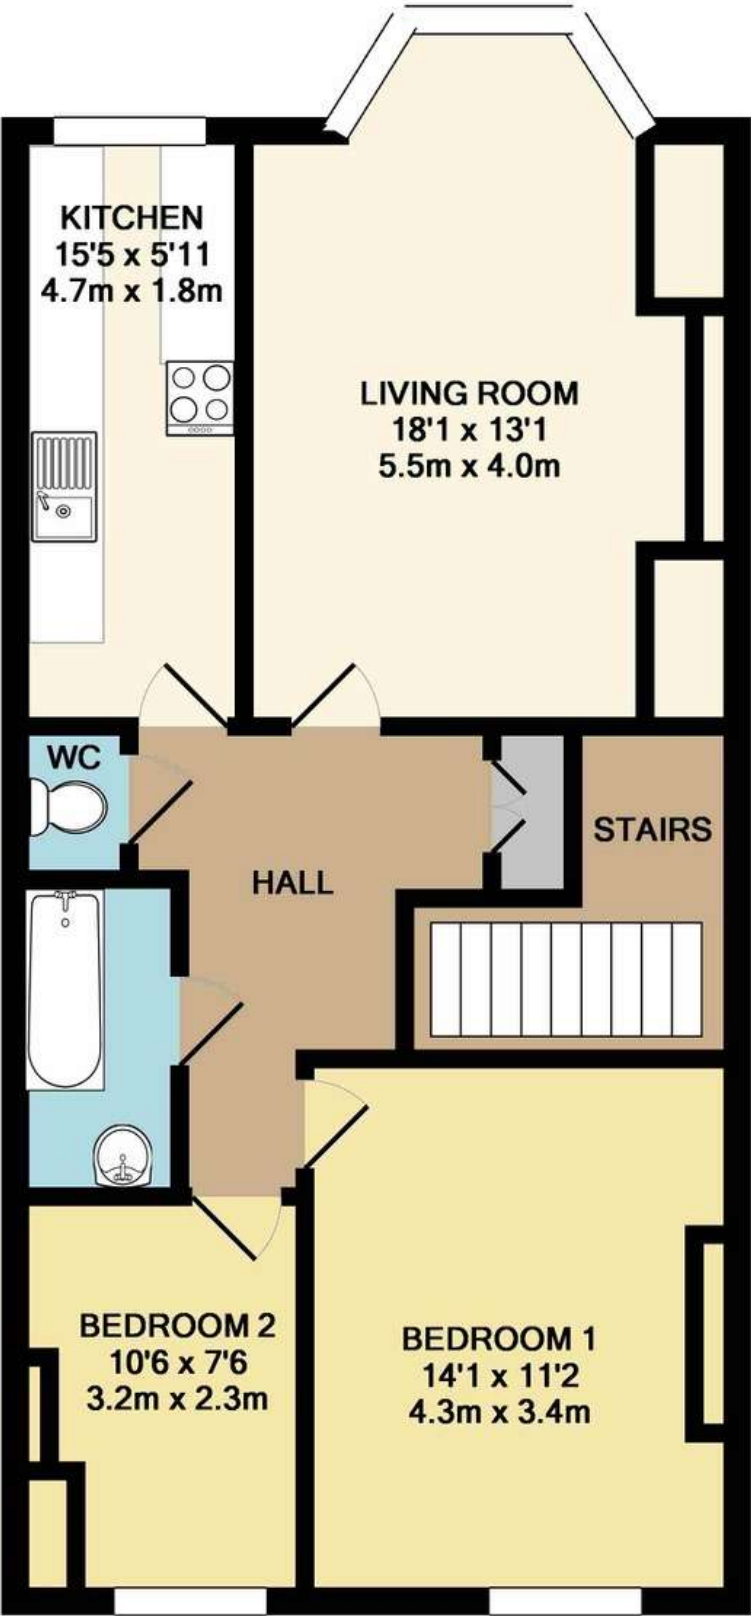 KITCHEN
15'5 x 5'11
4.7m x 1.8m
LIVING ROOM
18'1 x 13'1
5.5m x 4.0m
WC
STAIRS
HALL
BEDROOM 2
10'6 x 7'6
3.2m x 2.3m
BEDROOM 1
14'1 x 11'2
4.3m x 3.4m